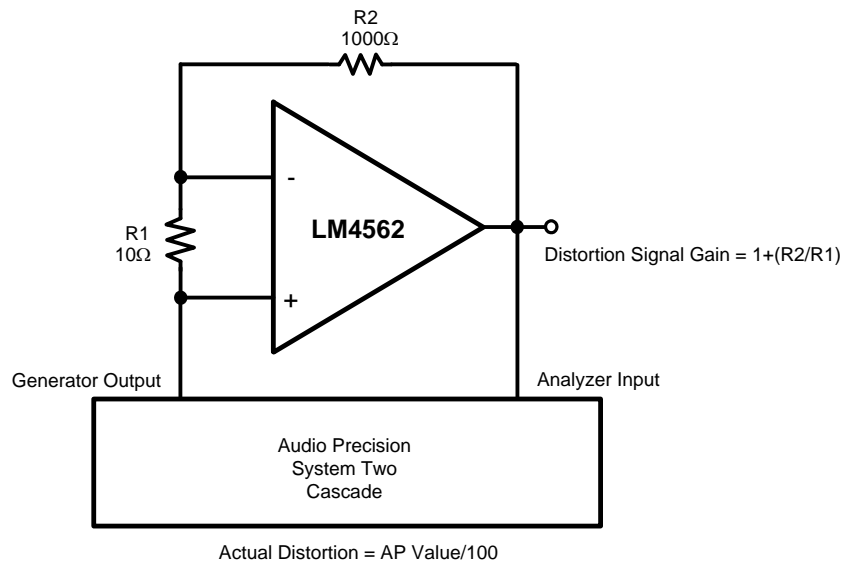 R2
1000Ω
-
LM4562
R1
10Ω
+
Distortion Signal Gain = 1+(R2/R1)
Generator Output
Analyzer Input
Audio Precision
System Two
Cascade
Actual Distortion = AP Value/100